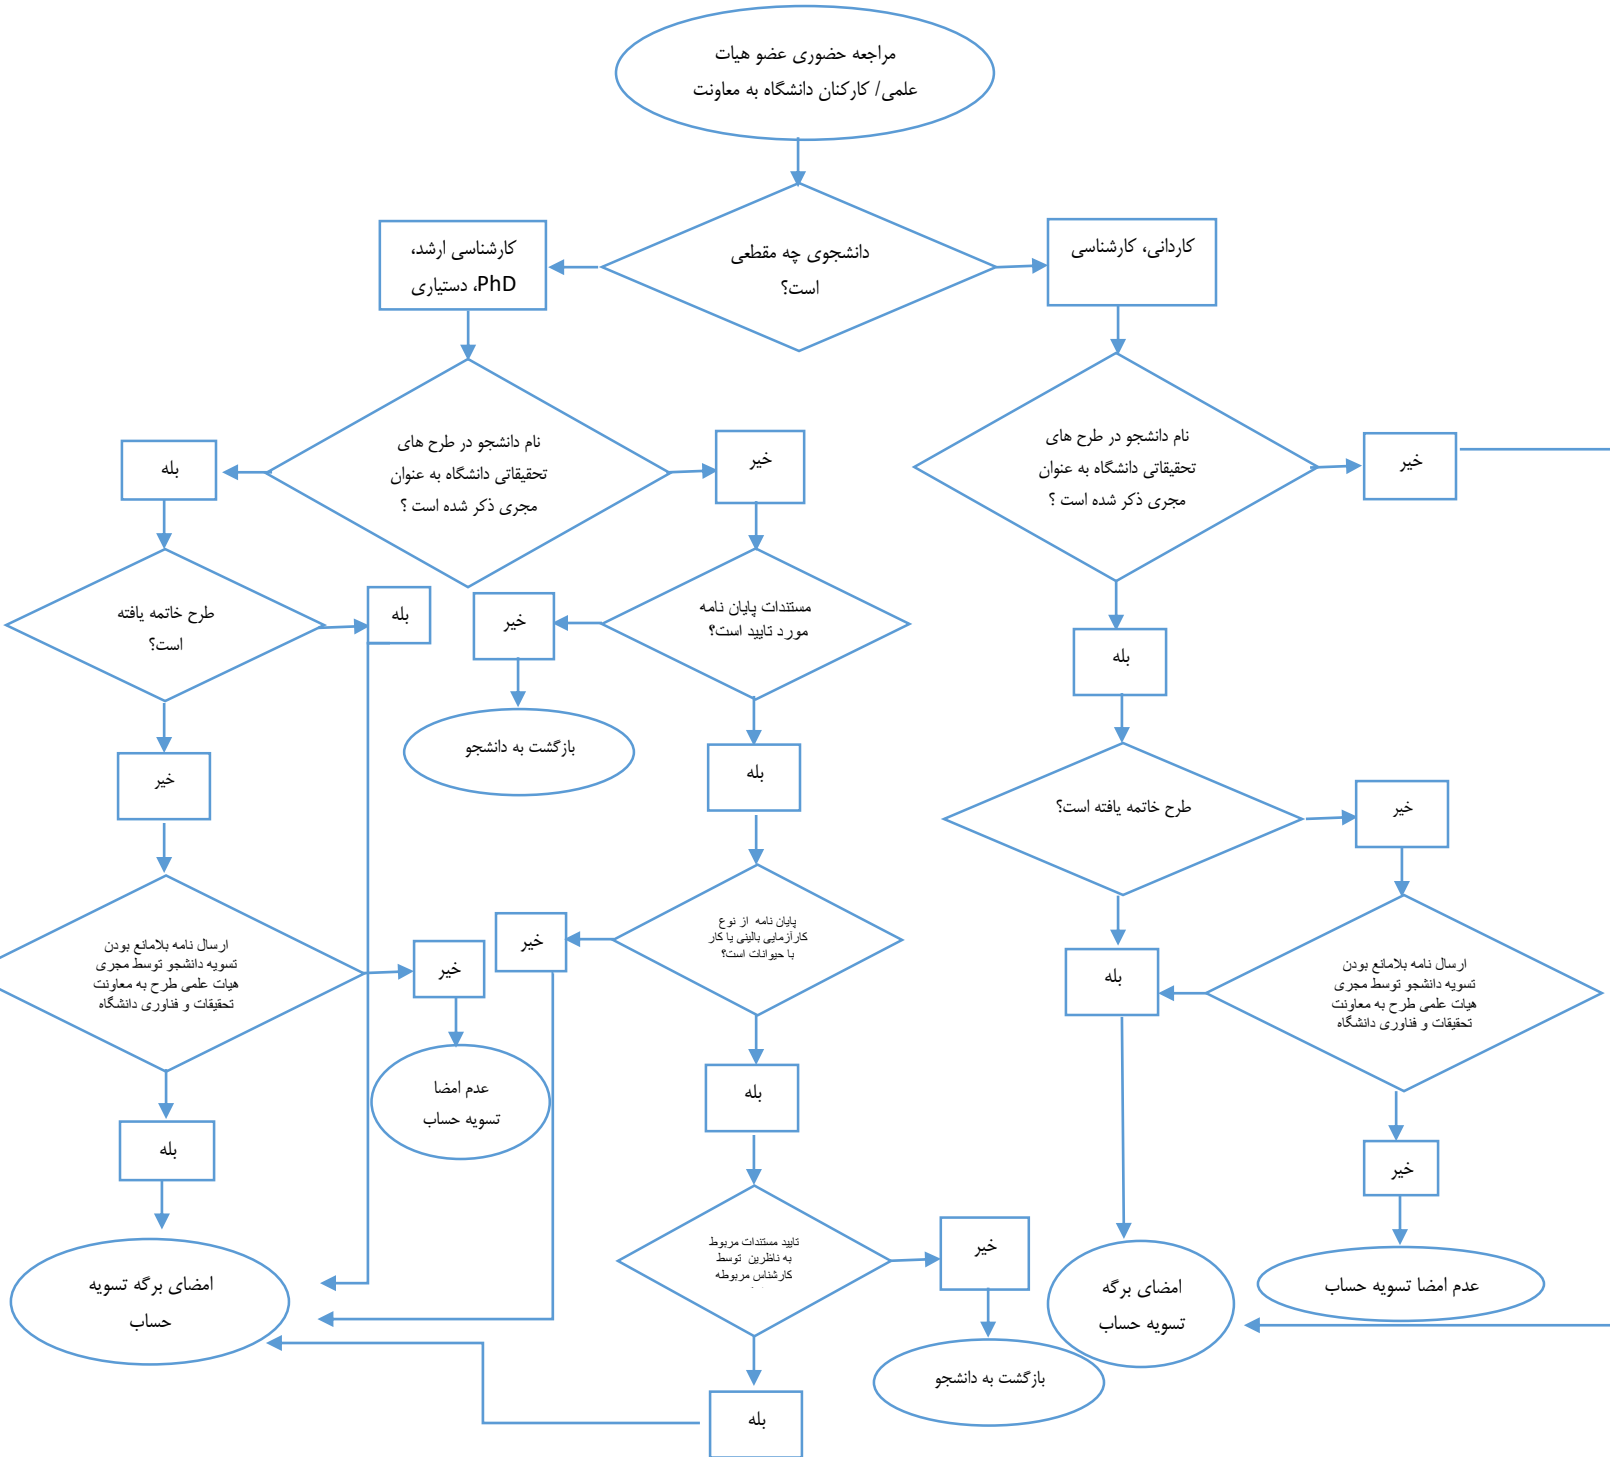 مراجعه حضوری عضو هیات
علمی/ کارکنان دانشگاه به معاونت
دانشجوی چه مقطعی
است؟
کاردانی، کارشناسی
کارشناسی ارشد،
PhD، دستیاری
نام دانشجو در طرح های
تحقیقاتی دانشگاه به عنوان
مجری ذکر شده است ؟
خیر
بله
طرح خاتمه یافته است؟
خیر
ارسال نامه بلامانع بودن
تسویه دانشجو توسط مجری
هیات علمی طرح به معاونت
تحقیقات و فناوری دانشگاه
بله
خیر
عدم امضا تسویه حساب
امضای برگه
تسویه حساب
نام دانشجو در طرح های
تحقیقاتی دانشگاه به عنوان
مجری ذکر شده است ؟
خیر
مستندات پایان نامه
مورد تایید است؟
خیر
بازگشت به دانشجو
بله
پایان نامه از نوع
کارآزمایی بالینی یا کار
با حیوانات است؟
خیر
بله
تایید مستندات مربوط
به ناظرین توسط
کارشناس مربوطه
خیر
بازگشت به دانشجو
بله
بله
طرح خاتمه یافته
است؟
بله
خیر
ارسال نامه بلامانع بودن
تسویه دانشجو توسط مجری
هیات علمی طرح به معاونت
تحقیقات و فناوری دانشگاه
خیر
عدم امضا
تسویه حساب
بله
امضای برگه تسویه
حساب